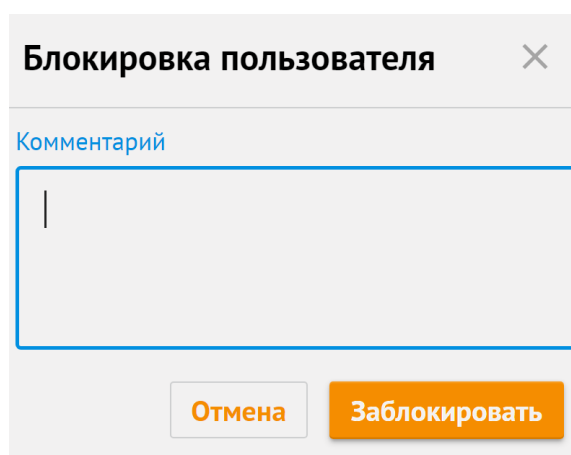 Блокировка пользователя
Комментарий
Отмена
Заблокировать